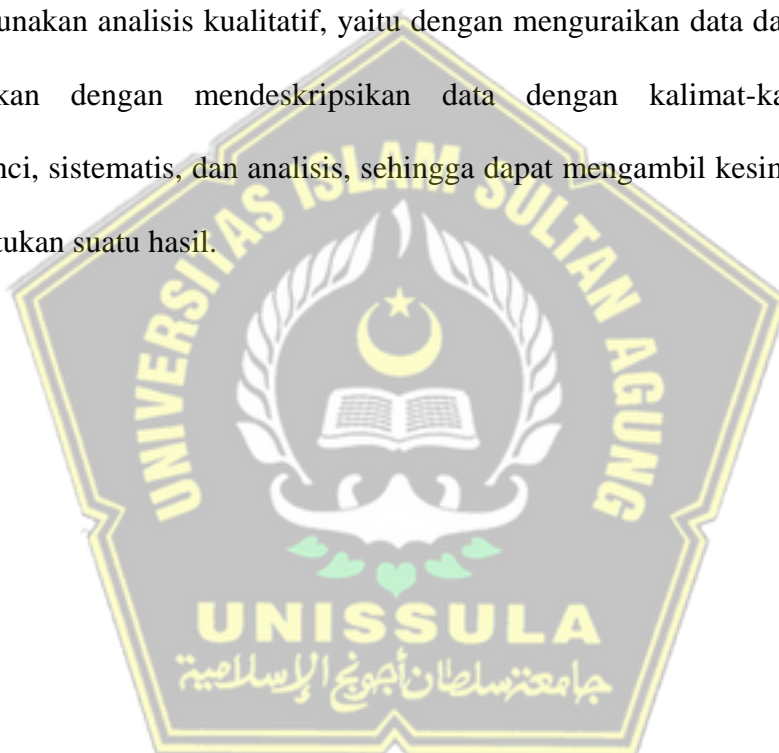 unakan analisis kualitatif, yaitu dengan menguraikan data da
kan dengan mendeskripsikan data dengan kalimat-ka
nci, sistematis, dan analisis, sehingga dapat mengambil kesin
tukan suatu hasil.
UNIVERSITAS ISLAM SULTAN AGUNG
UNISSULA
جامعة سلطان أجونج الإسلامية